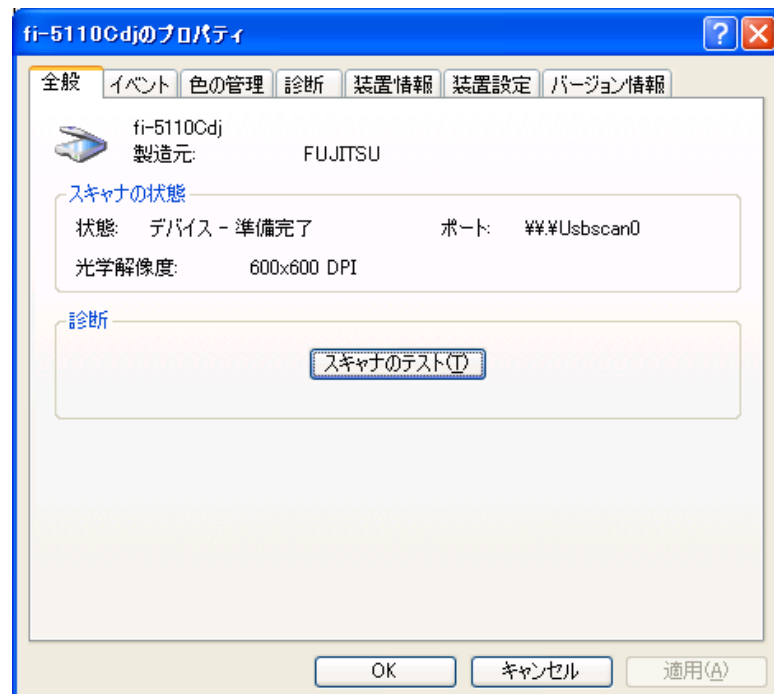 fi-5110Cdjのプロパティ
全般 イベント 色の管理 診断 装置情報 装置設定 バージョン情報
fi-5110Cdj
製造元: FUJITSU
スキャナの状態
状態: デバイス - 準備完了 ポート: ¥¥.¥Usbscan0
光学解像度: 600x600 DPI
診断
スキャナのテスト(T)
OK キャンセル 適用(A)